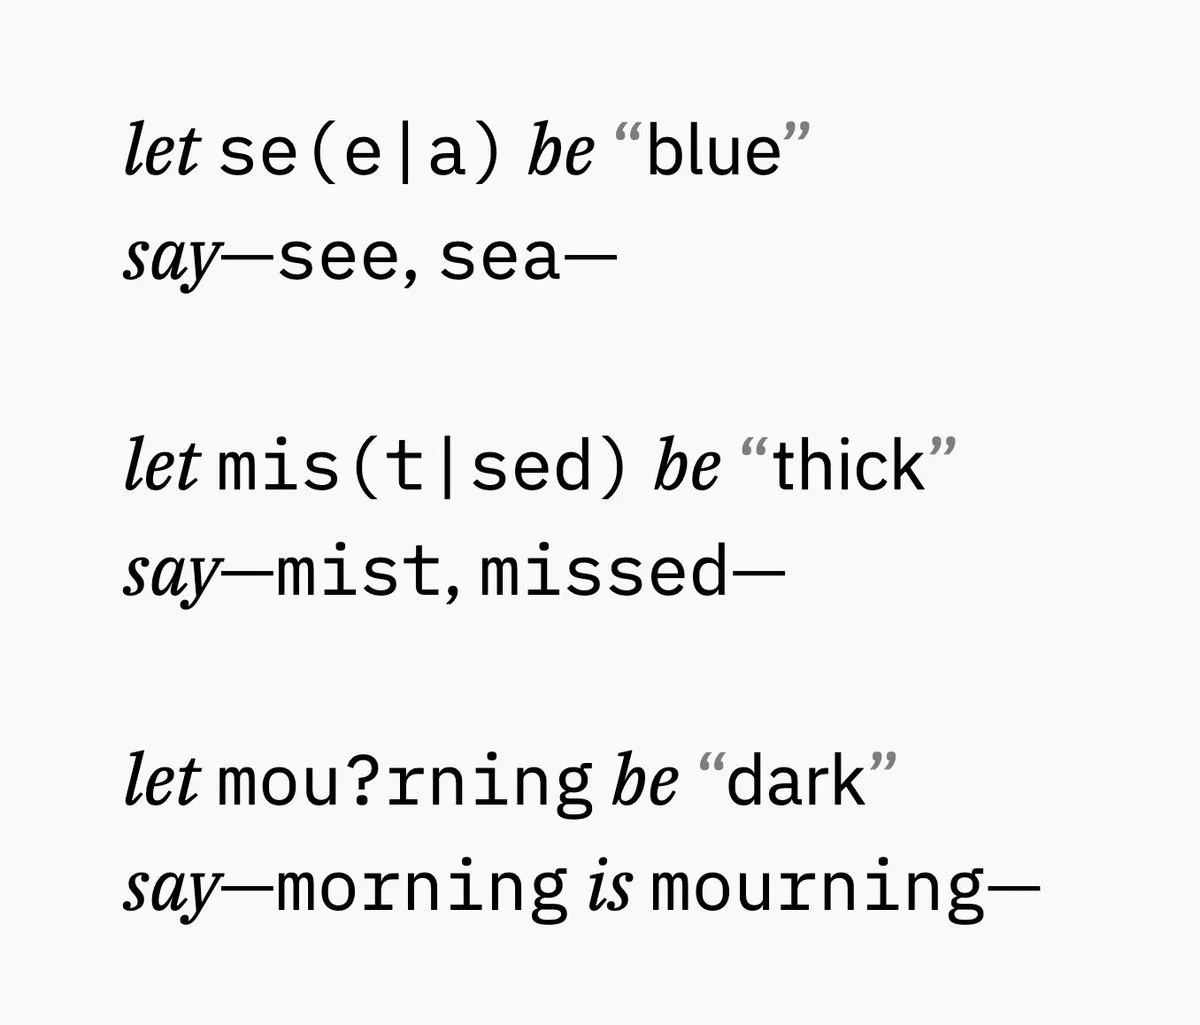 let se(e|a) be “blue”
say—see, sea—
let mis(t|sed) be “thick”
say—mist, missed—
let mou?rning be “dark”
say—morning is mourning—